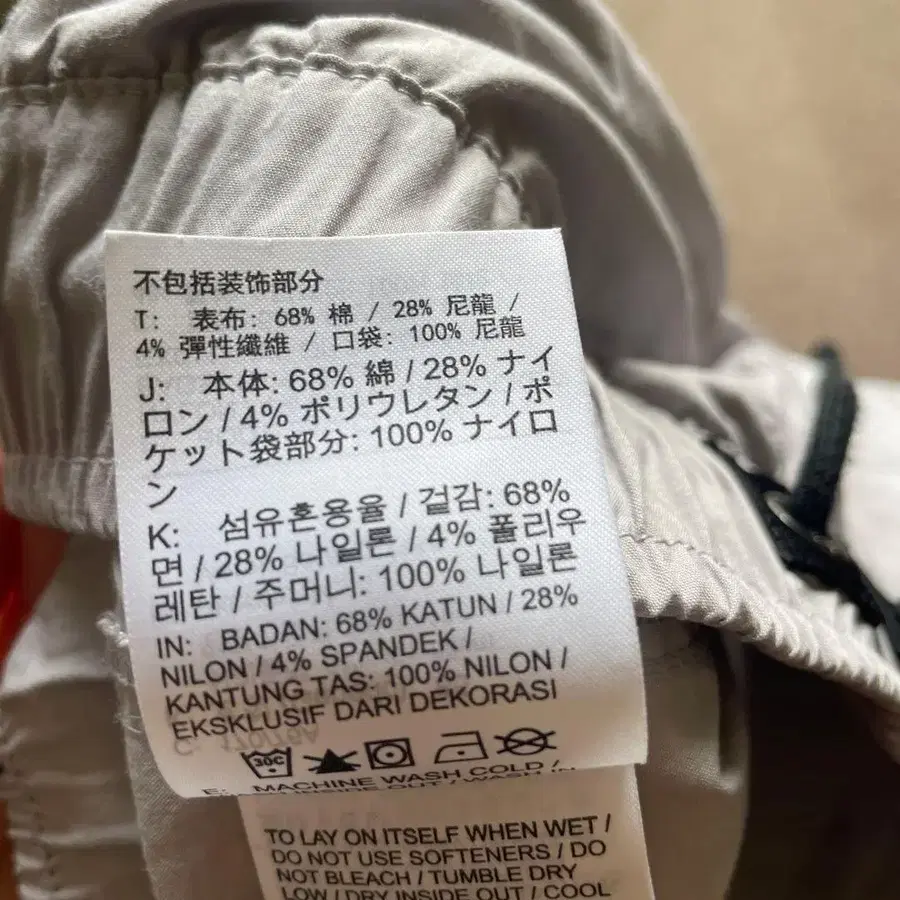 不包括装饰部分
T: 表布: 68% 棉 / 28% 尼龍 /
4% 彈性纖維 / 口袋: 100% 尼龍
J: 本体: 68% 綿 / 28% ナイ
ロン / 4% ポリウレタン / ポ
ケット袋部分: 100% ナイロ
ン
K: 섬유혼용율 / 겉감: 68%
면 / 28% 나일론 / 4% 폴리우
레탄 / 주머니: 100% 나일론
IN: BADAN: 68% KATUN / 28%
NILON / 4% SPANDEK /
KANTUNG TAS: 100% NILON /
EKSKLUSIF DARI DEKORASI
30C
E: MACHINE WASH COLD /
INSIDE OUT / WASH
TO LAY ON ITSELF WHEN WET /
DO NOT USE SOFTENERS / DO
NOT BLEACH / TUMBLE DRY
LOW / DRY INSIDE OUT / COOL